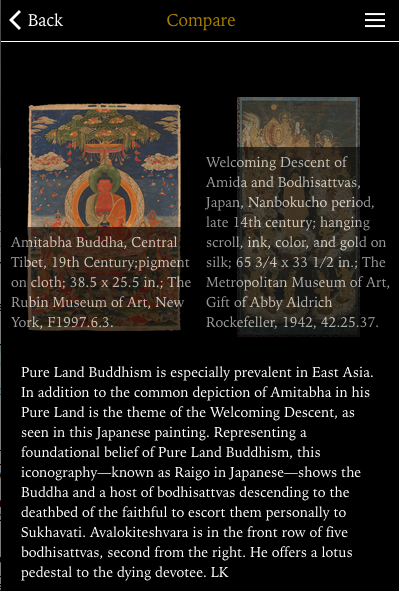 Back
Compare
Amitabha Buddha, Central
Tibet, 19th Century;pigment
on cloth; 38.5 x 25.5 in.; The
Rubin Museum of Art, New
York, F1997.6.3.
Welcoming Descent of
Amida and Bodhisattvas,
Japan, Nanbokucho period,
late 14th century; hanging
scroll, ink, color, and gold on
silk; 65 3/4 x 33 1/2 in.; The
Metropolitan Museum of Art,
Gift of Abby Aldrich
Rockefeller, 1942, 42.25.37.
Pure Land Buddhism is especially prevalent in East Asia.
In addition to the common depiction of Amitabha in his
Pure Land is the theme of the Welcoming Descent, as
seen in this Japanese painting. Representing a
foundational belief of Pure Land Buddhism, this
iconography—known as Raigo in Japanese—shows the
Buddha and a host of bodhisattvas descending to the
deathbed of the faithful to escort them personally to
Sukhavati. Avalokiteshvara is in the front row of five
bodhisattvas, second from the right. He offers a lotus
pedestal to the dying devotee. LK